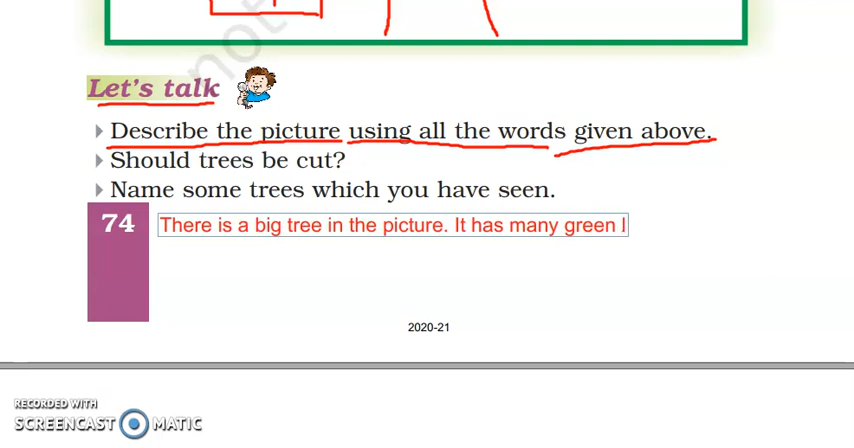 not
Let's talk
Describe the picture using all the words given above.
Should trees be cut?
Name some trees which you have seen.
74
There is a big tree in the picture. It has many green l
2020-21
RECORDED WITH
SCREENCAST MATIC